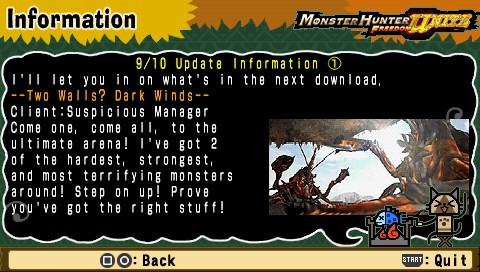 Information
MONSTER HUNTER
FREEDOM UNITE
9/10 Update Information ①
I'll let you in on what's in the next download,
--Two Walls? Dark Winds--
Client:Suspicious Manager
Come one, come all, to the
ultimate arena! I've got 2
of the hardest, strongest,
and most terrifying monsters
around! Step on up! Prove
you've got the right stuff!
□○: Back
START: Quit